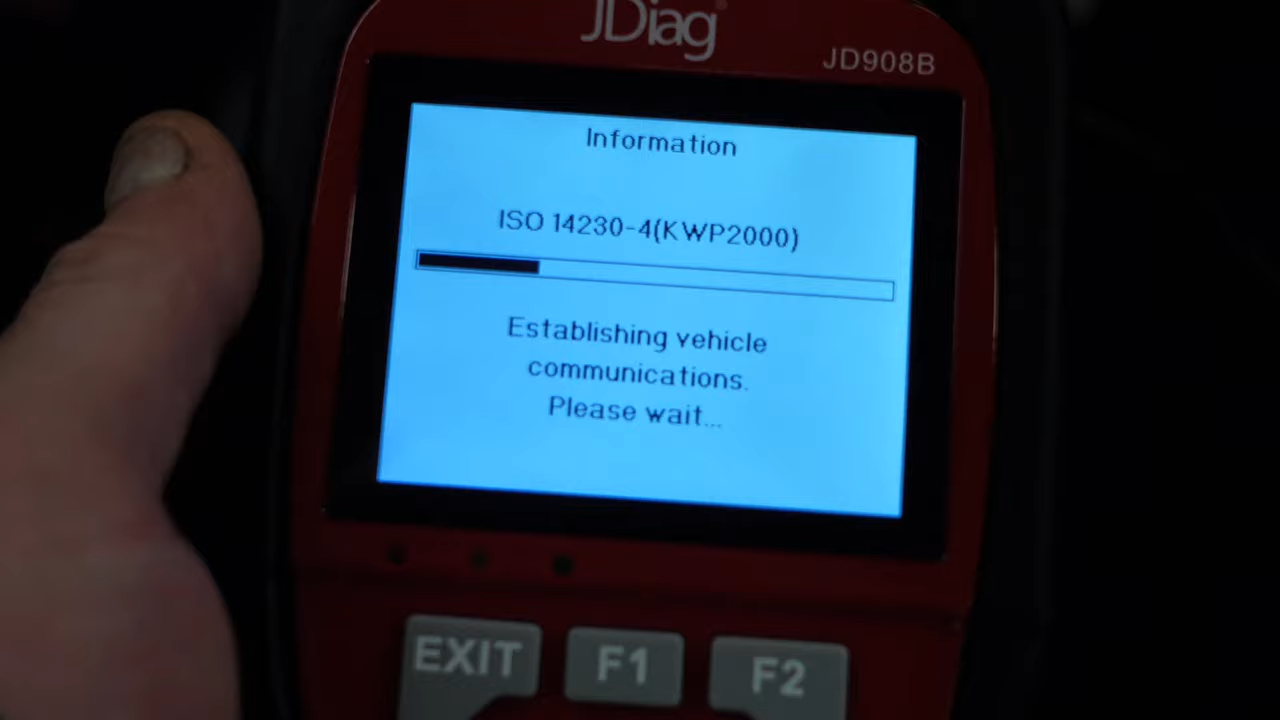 JDiag
JD908B
Information
ISO 14230-4(KWP2000)
Establishing vehicle
communications.
Please wait...
EXIT
F1
F2